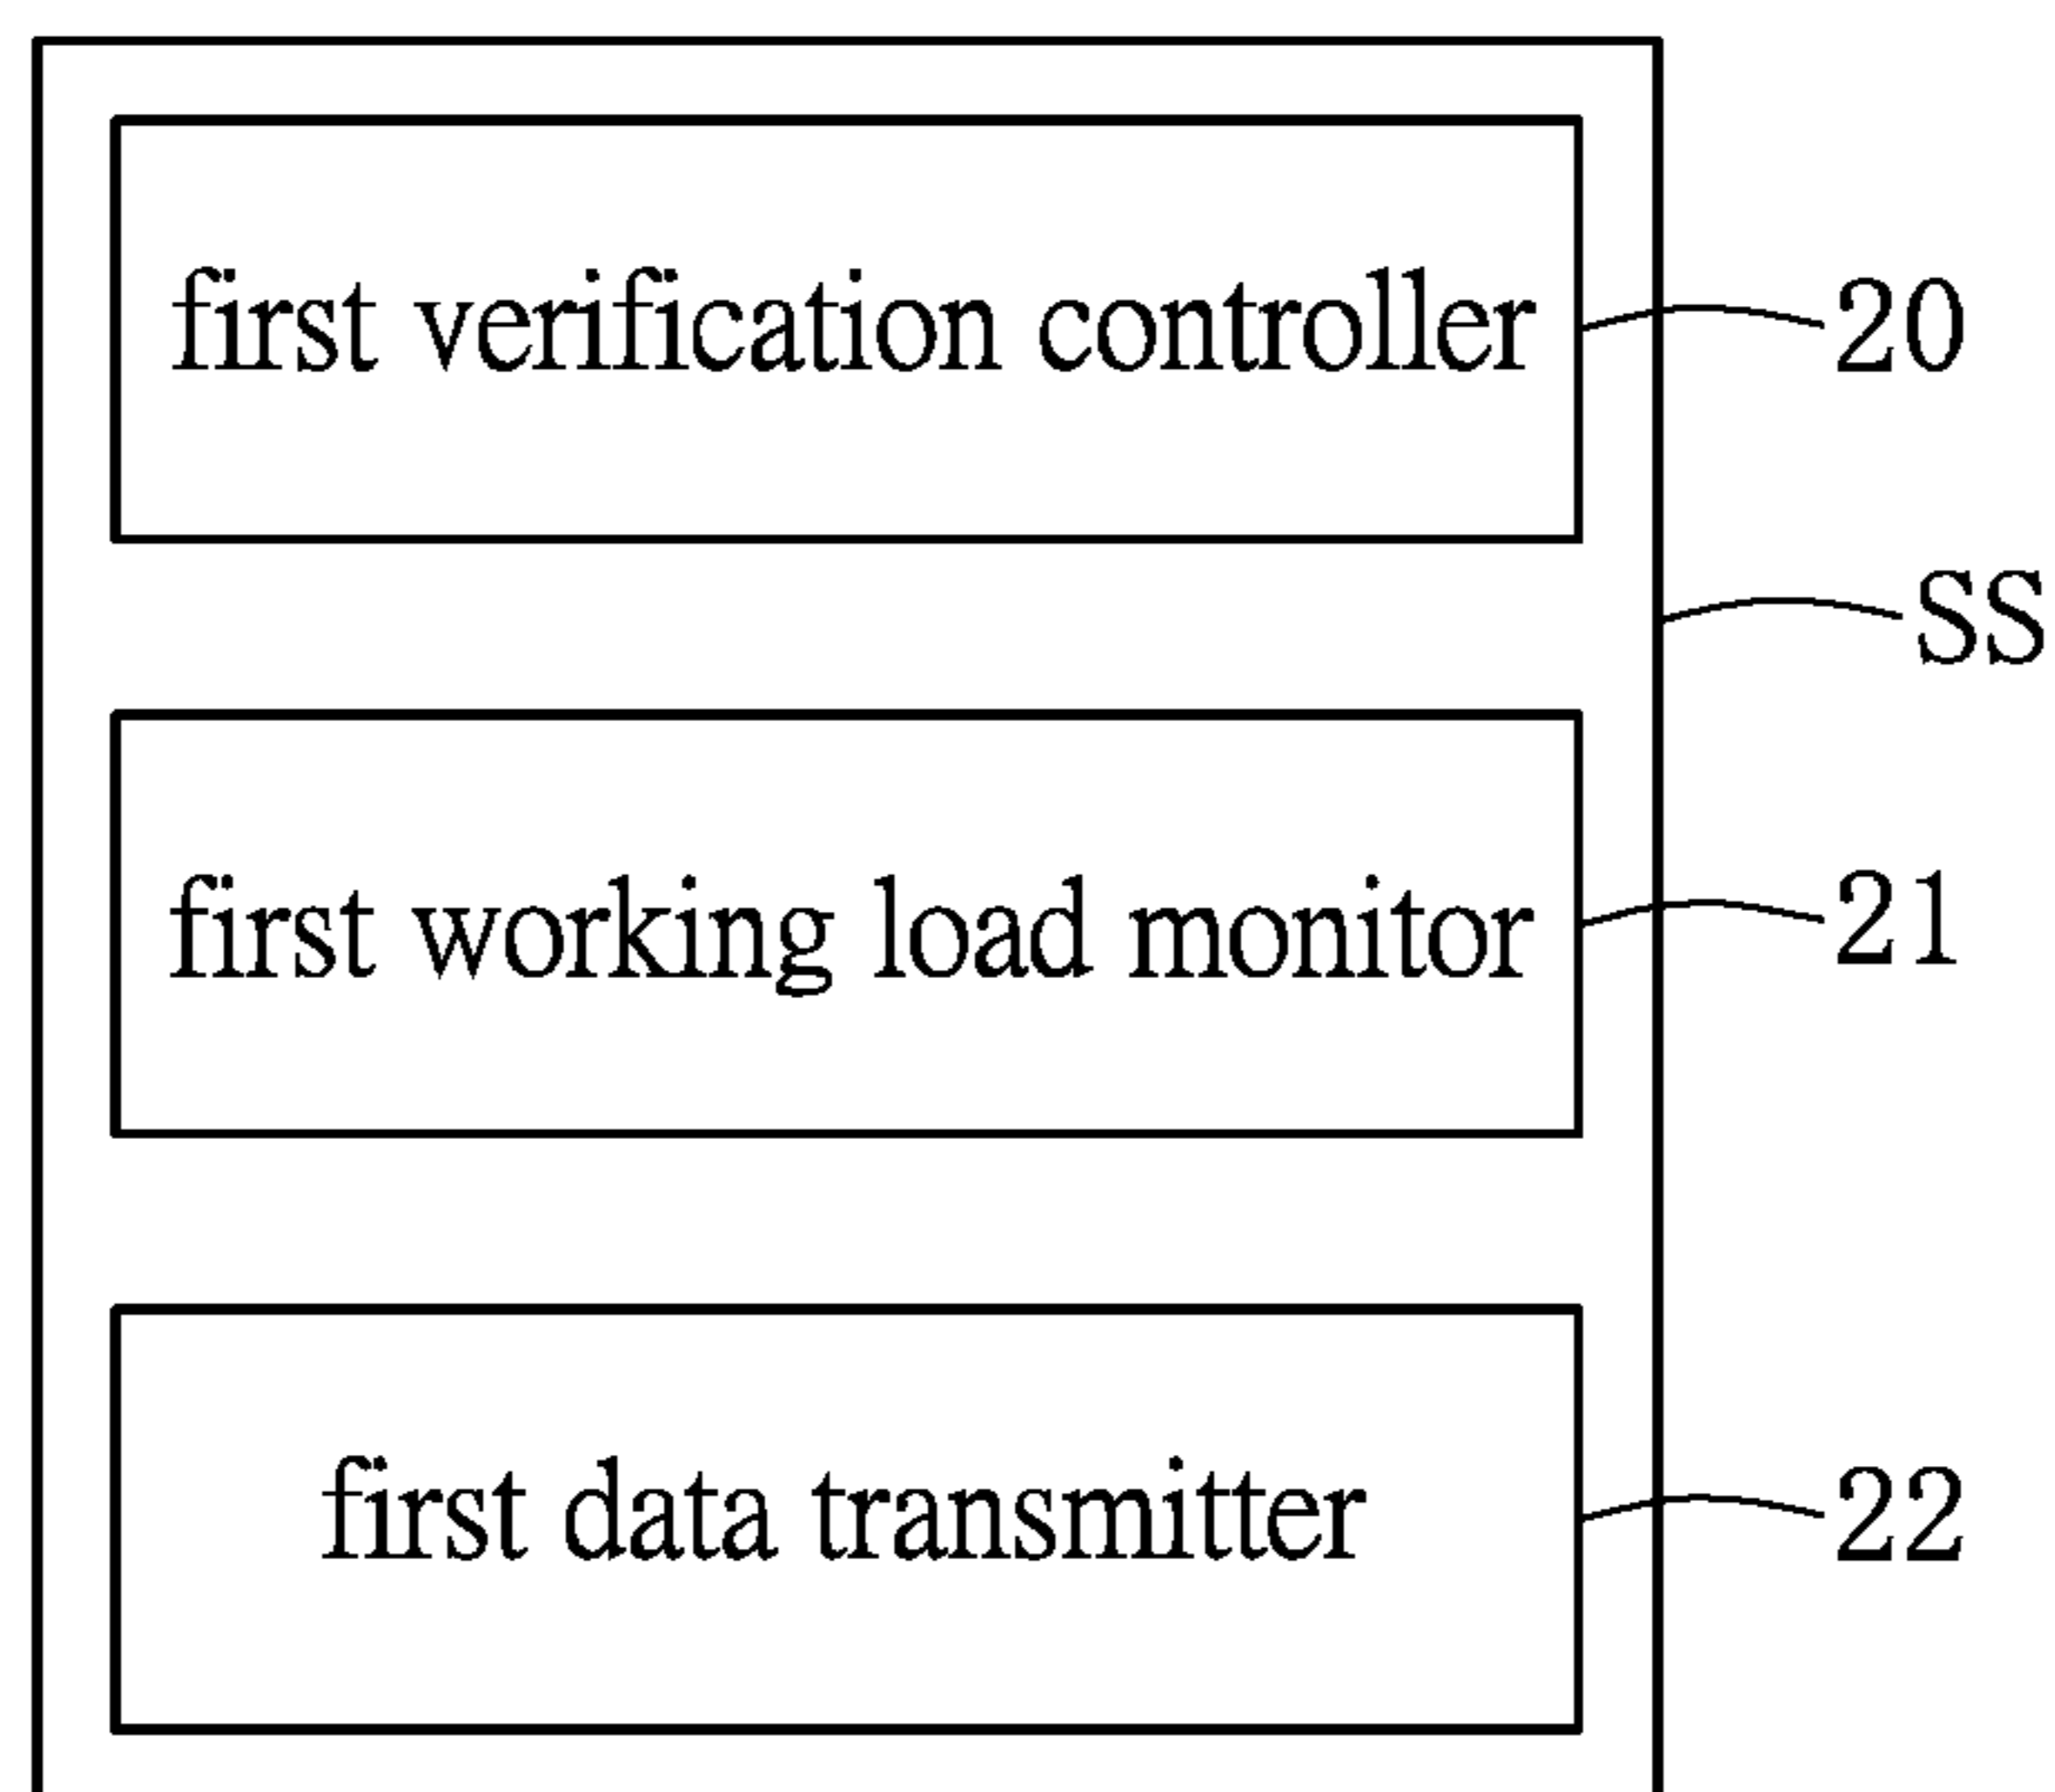 first verification controller 20
SS
first working load monitor 21
first data transmitter 22